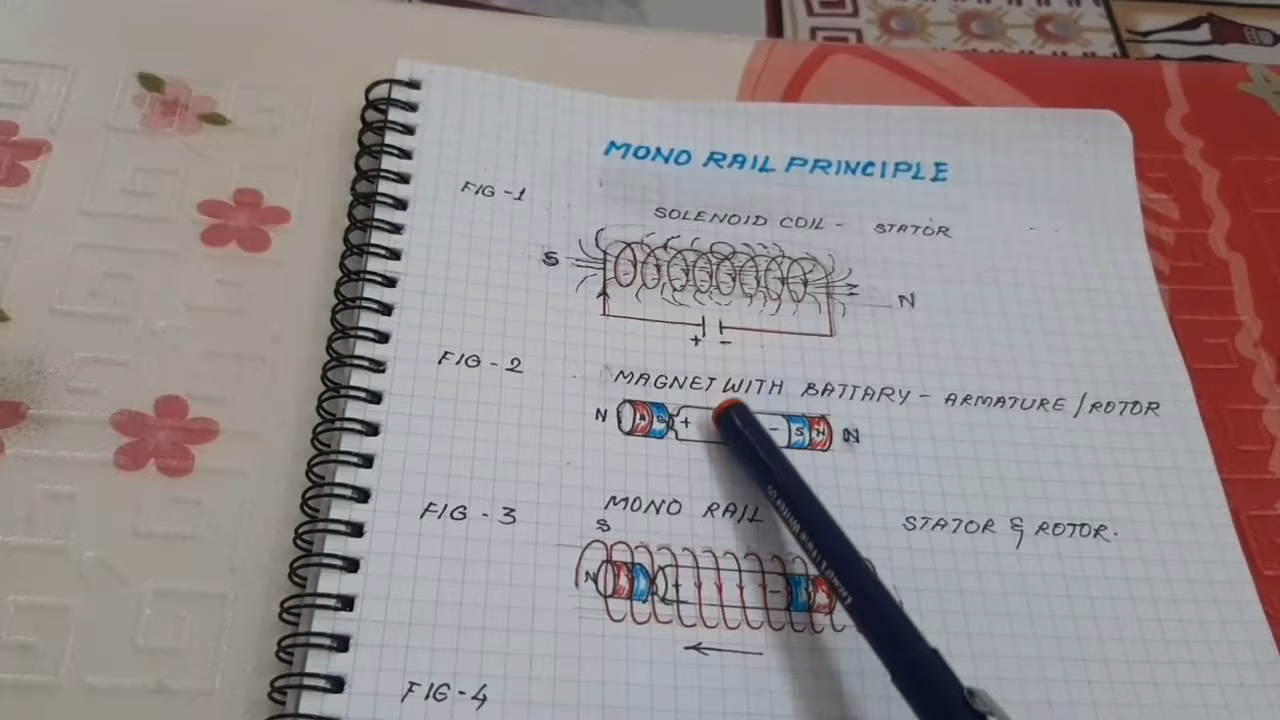 MONO RAIL PRINCIPLE
FIG-1
SOLENOID COIL - STATOR
S
N
+ -
FIG-2
MAGNET WITH BATTARY - ARMATURE/ROTOR
N N S + - S N N
FIG-3
MONO RAIL STATOR & ROTOR.
S
N + -
FIG-4